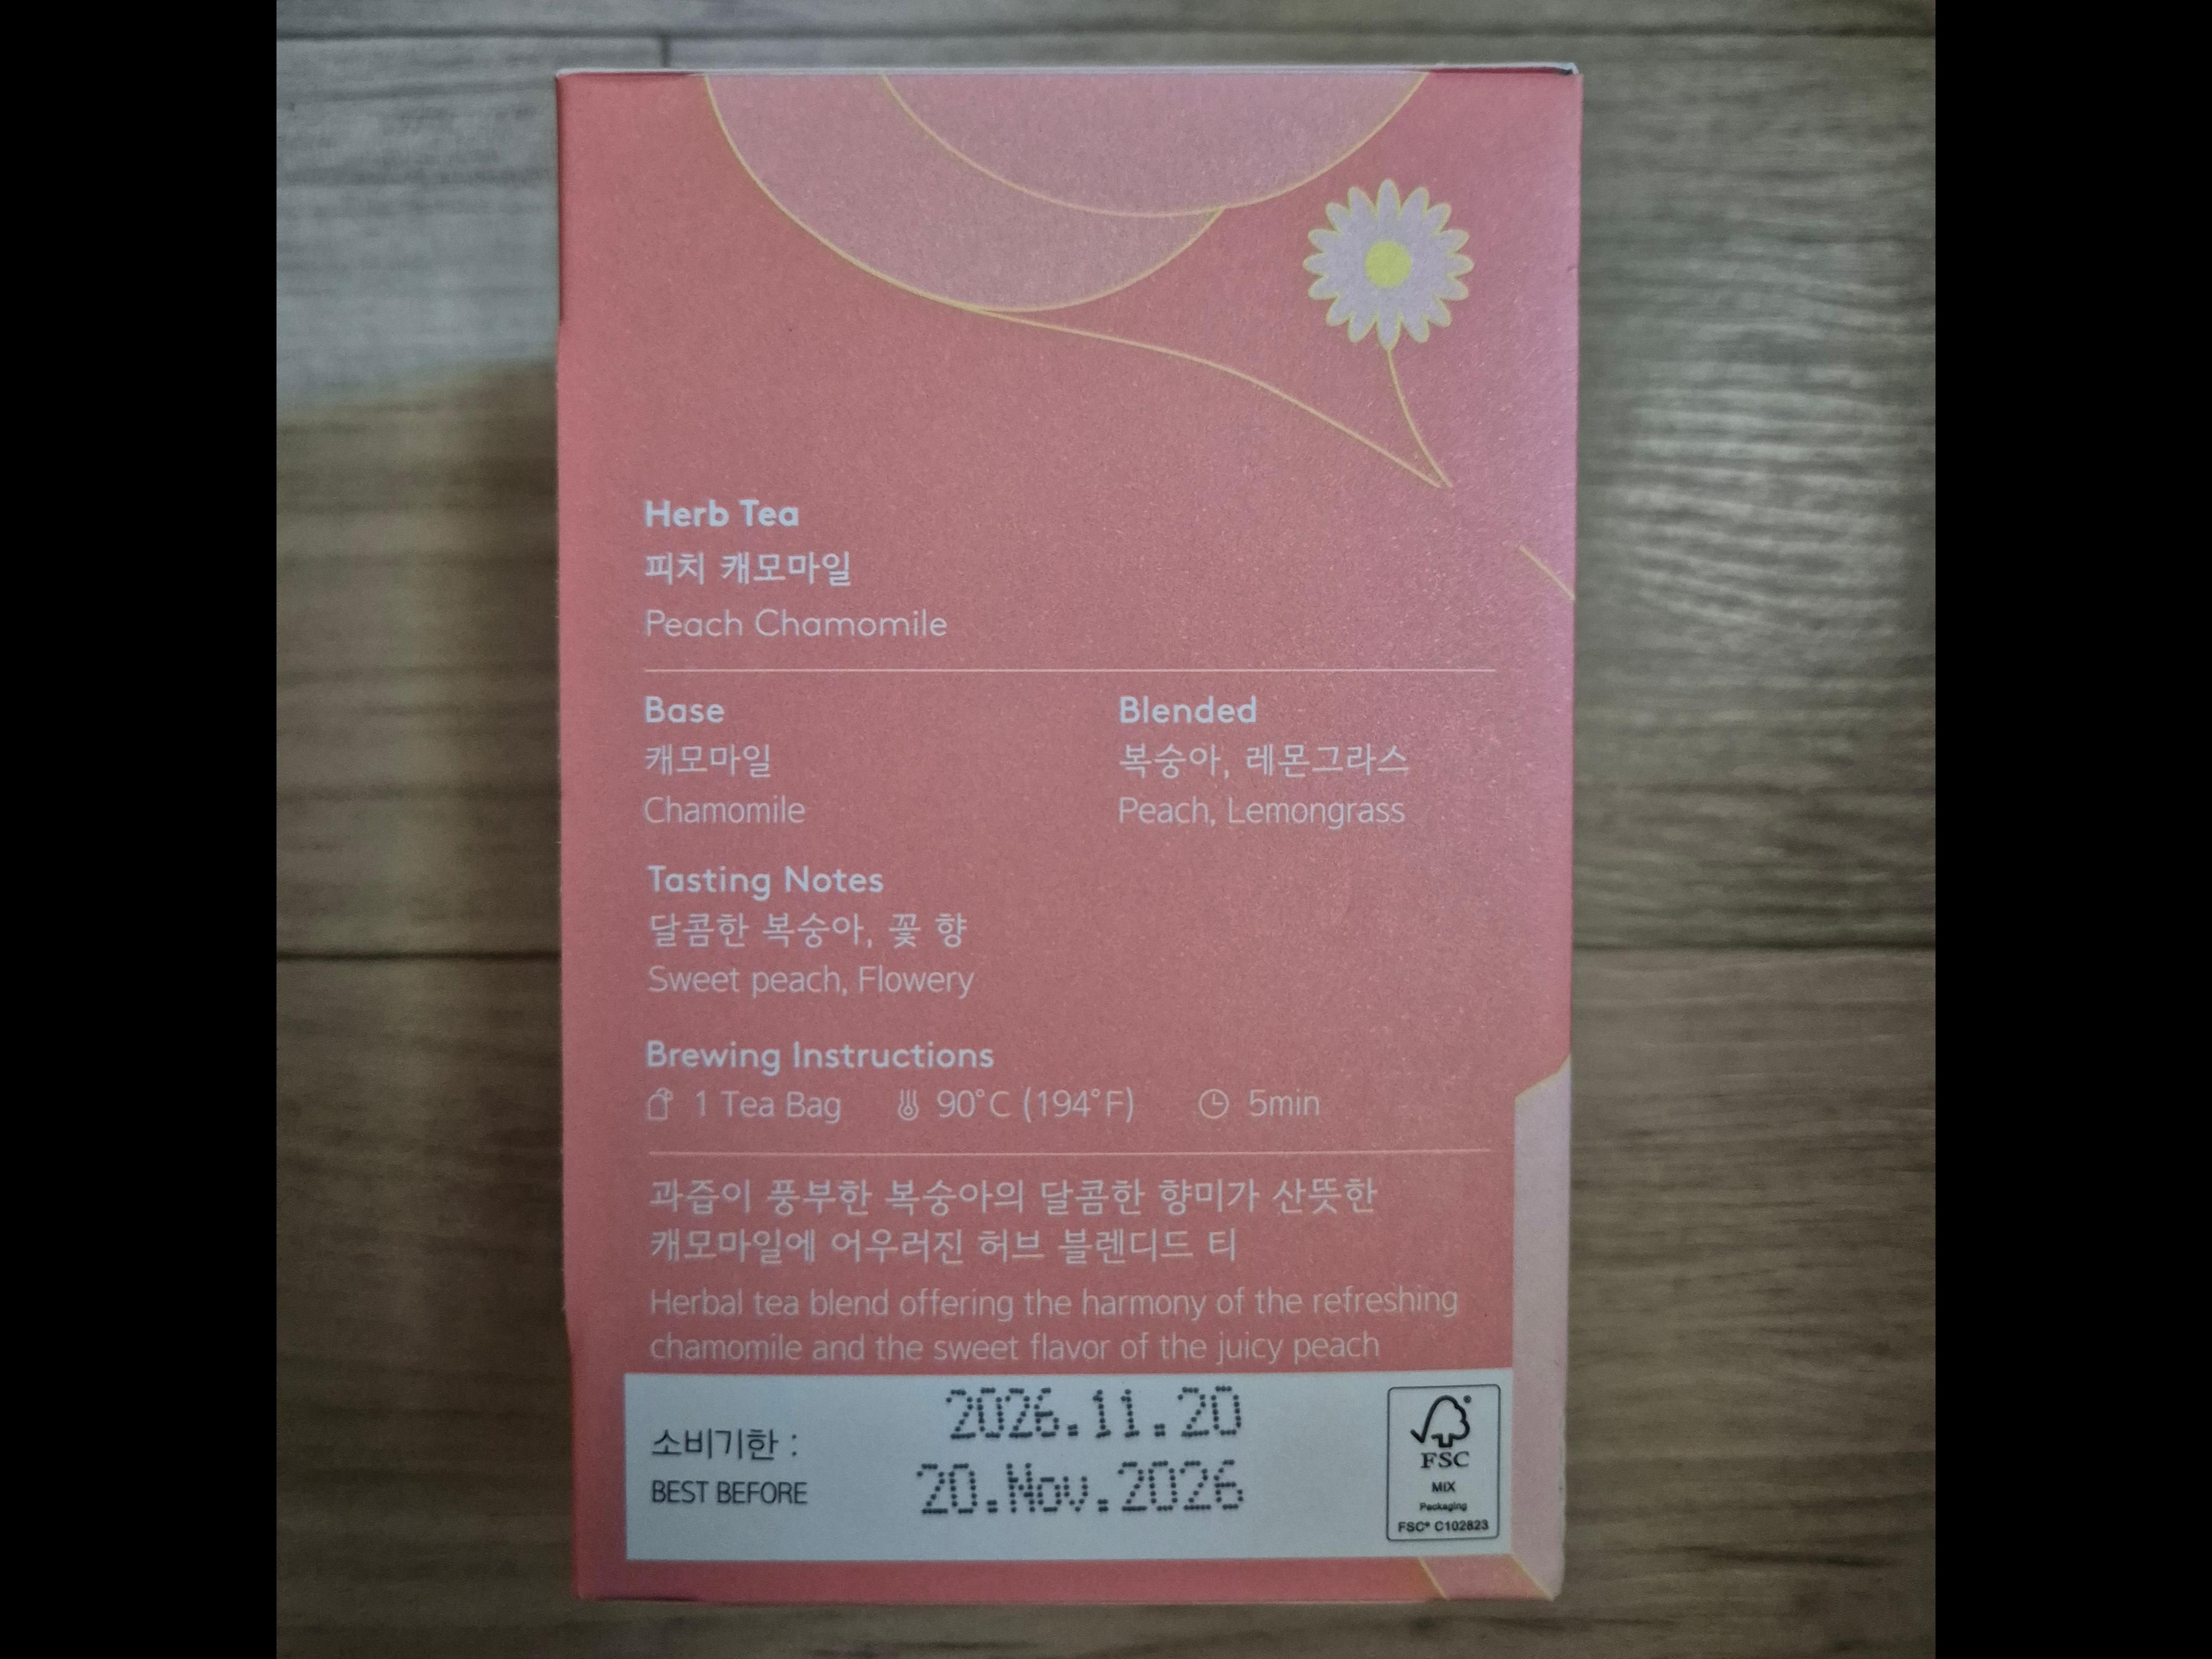 Herb Tea
피치 캐모마일
Peach Chamomile
Base
캐모마일
Chamomile
Blended
복숭아, 레몬그라스
Peach, Lemongrass
Tasting Notes
달콤한 복숭아, 꽃 향
Sweet peach, Flowery
Brewing Instructions
1 Tea Bag 90°C (194°F) 5min
과즙이 풍부한 복숭아의 달콤한 향미가 산뜻한
캐모마일에 어우러진 허브 블렌디드 티
Herbal tea blend offering the harmony of the refreshing
chamomile and the sweet flavor of the juicy peach
소비기한 : 2026.11.20
BEST BEFORE 20.Nov.2026
FSC
MIX
Packaging
FSC® C102823